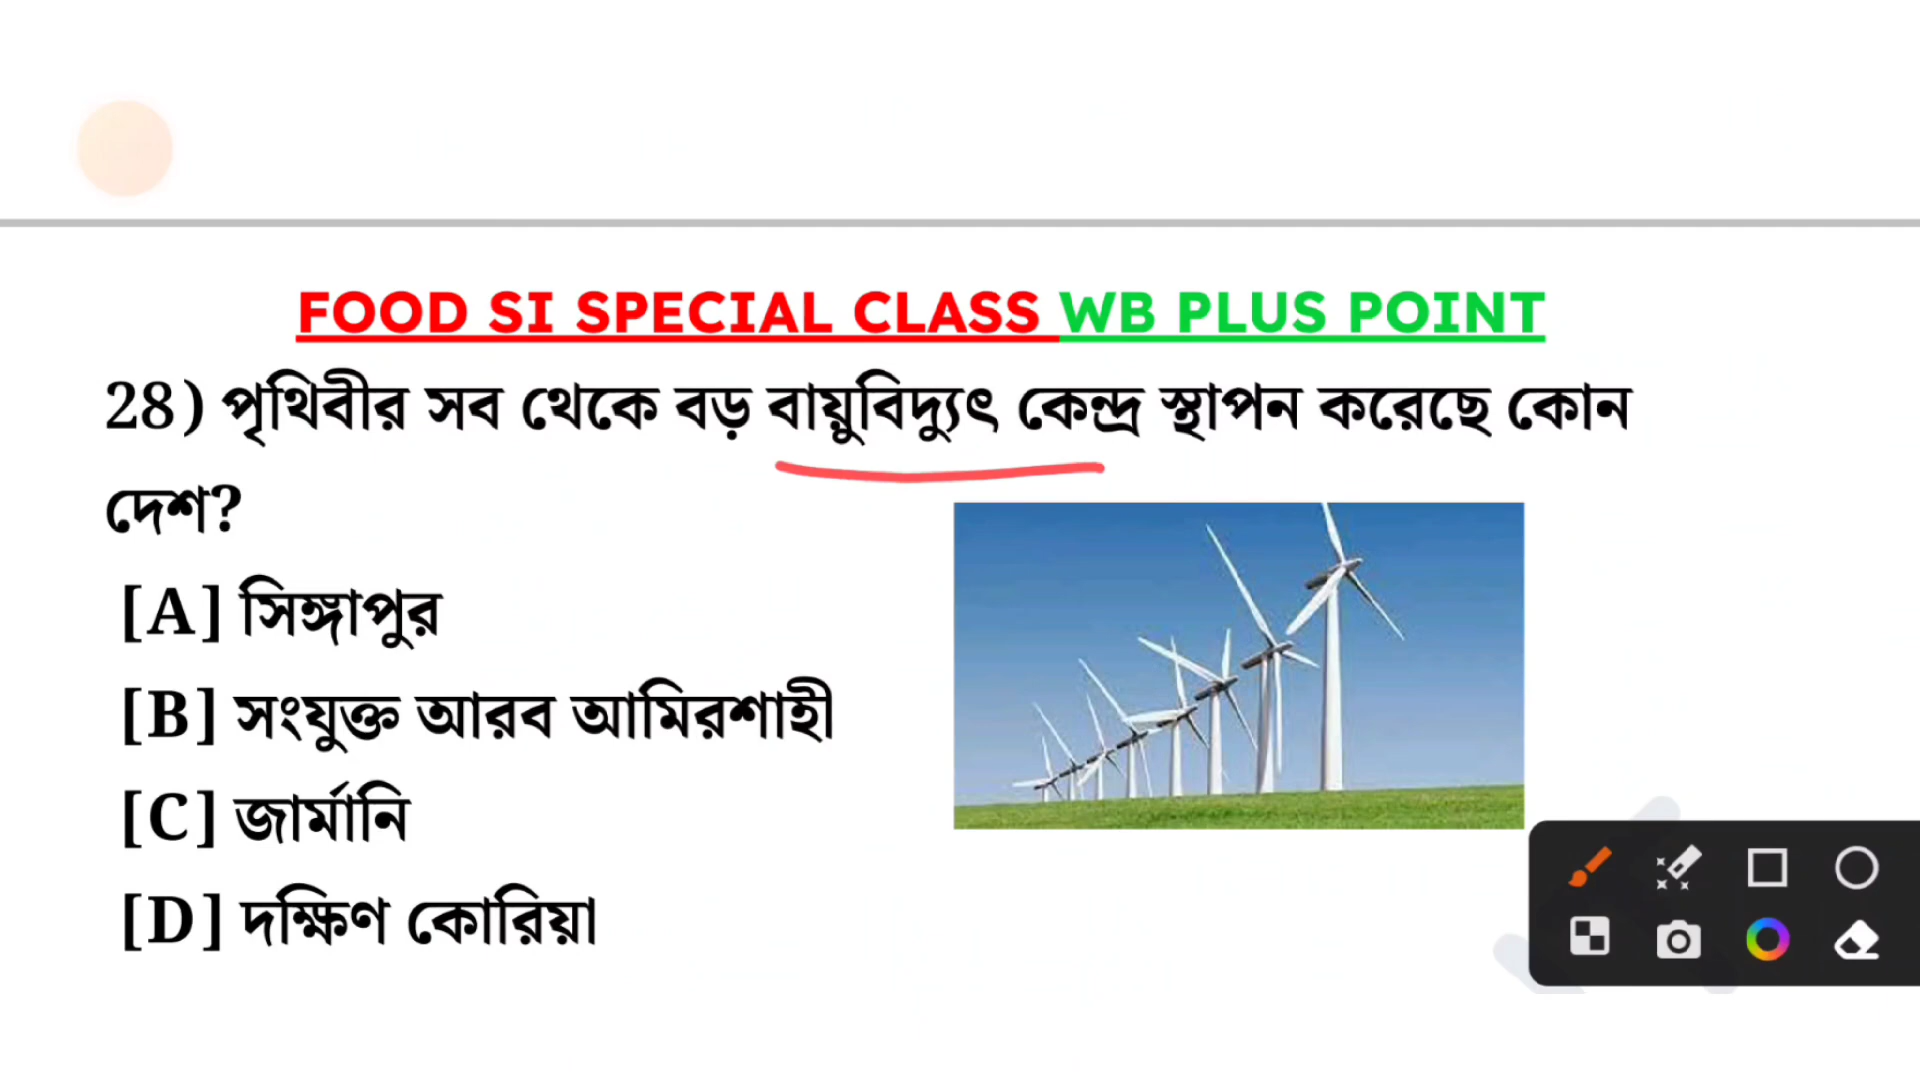 FOOD SI SPECIAL CLASS WB PLUS POINT
28) পৃথিবীর সব থেকে বড় বায়ুবিদ্যুৎ কেন্দ্র স্থাপন করেছে কোন
দেশ?
[A] সিঙ্গাপুর
[B] সংযুক্ত আরব আমিরশাহী
[C] জার্মানি
[D] দক্ষিণ কোরিয়া